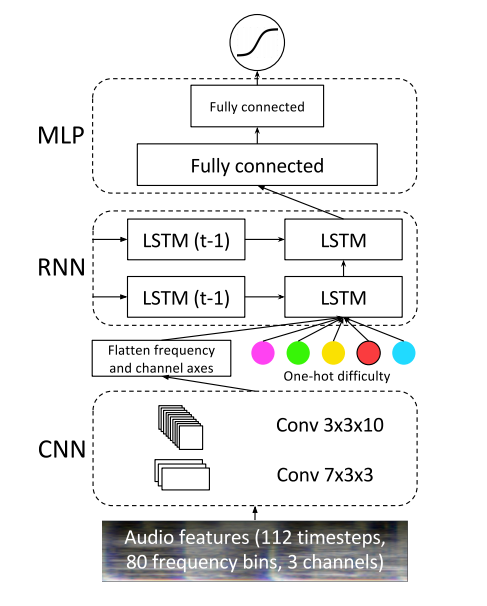 MLP
Fully connected
Fully connected
RNN
LSTM (t-1)
LSTM
LSTM (t-1)
LSTM
Flatten frequency
and channel axes
One-hot difficulty
CNN
Conv 3x3x10
Conv 7x3x3
Audio features (112 timesteps,
80 frequency bins, 3 channels)